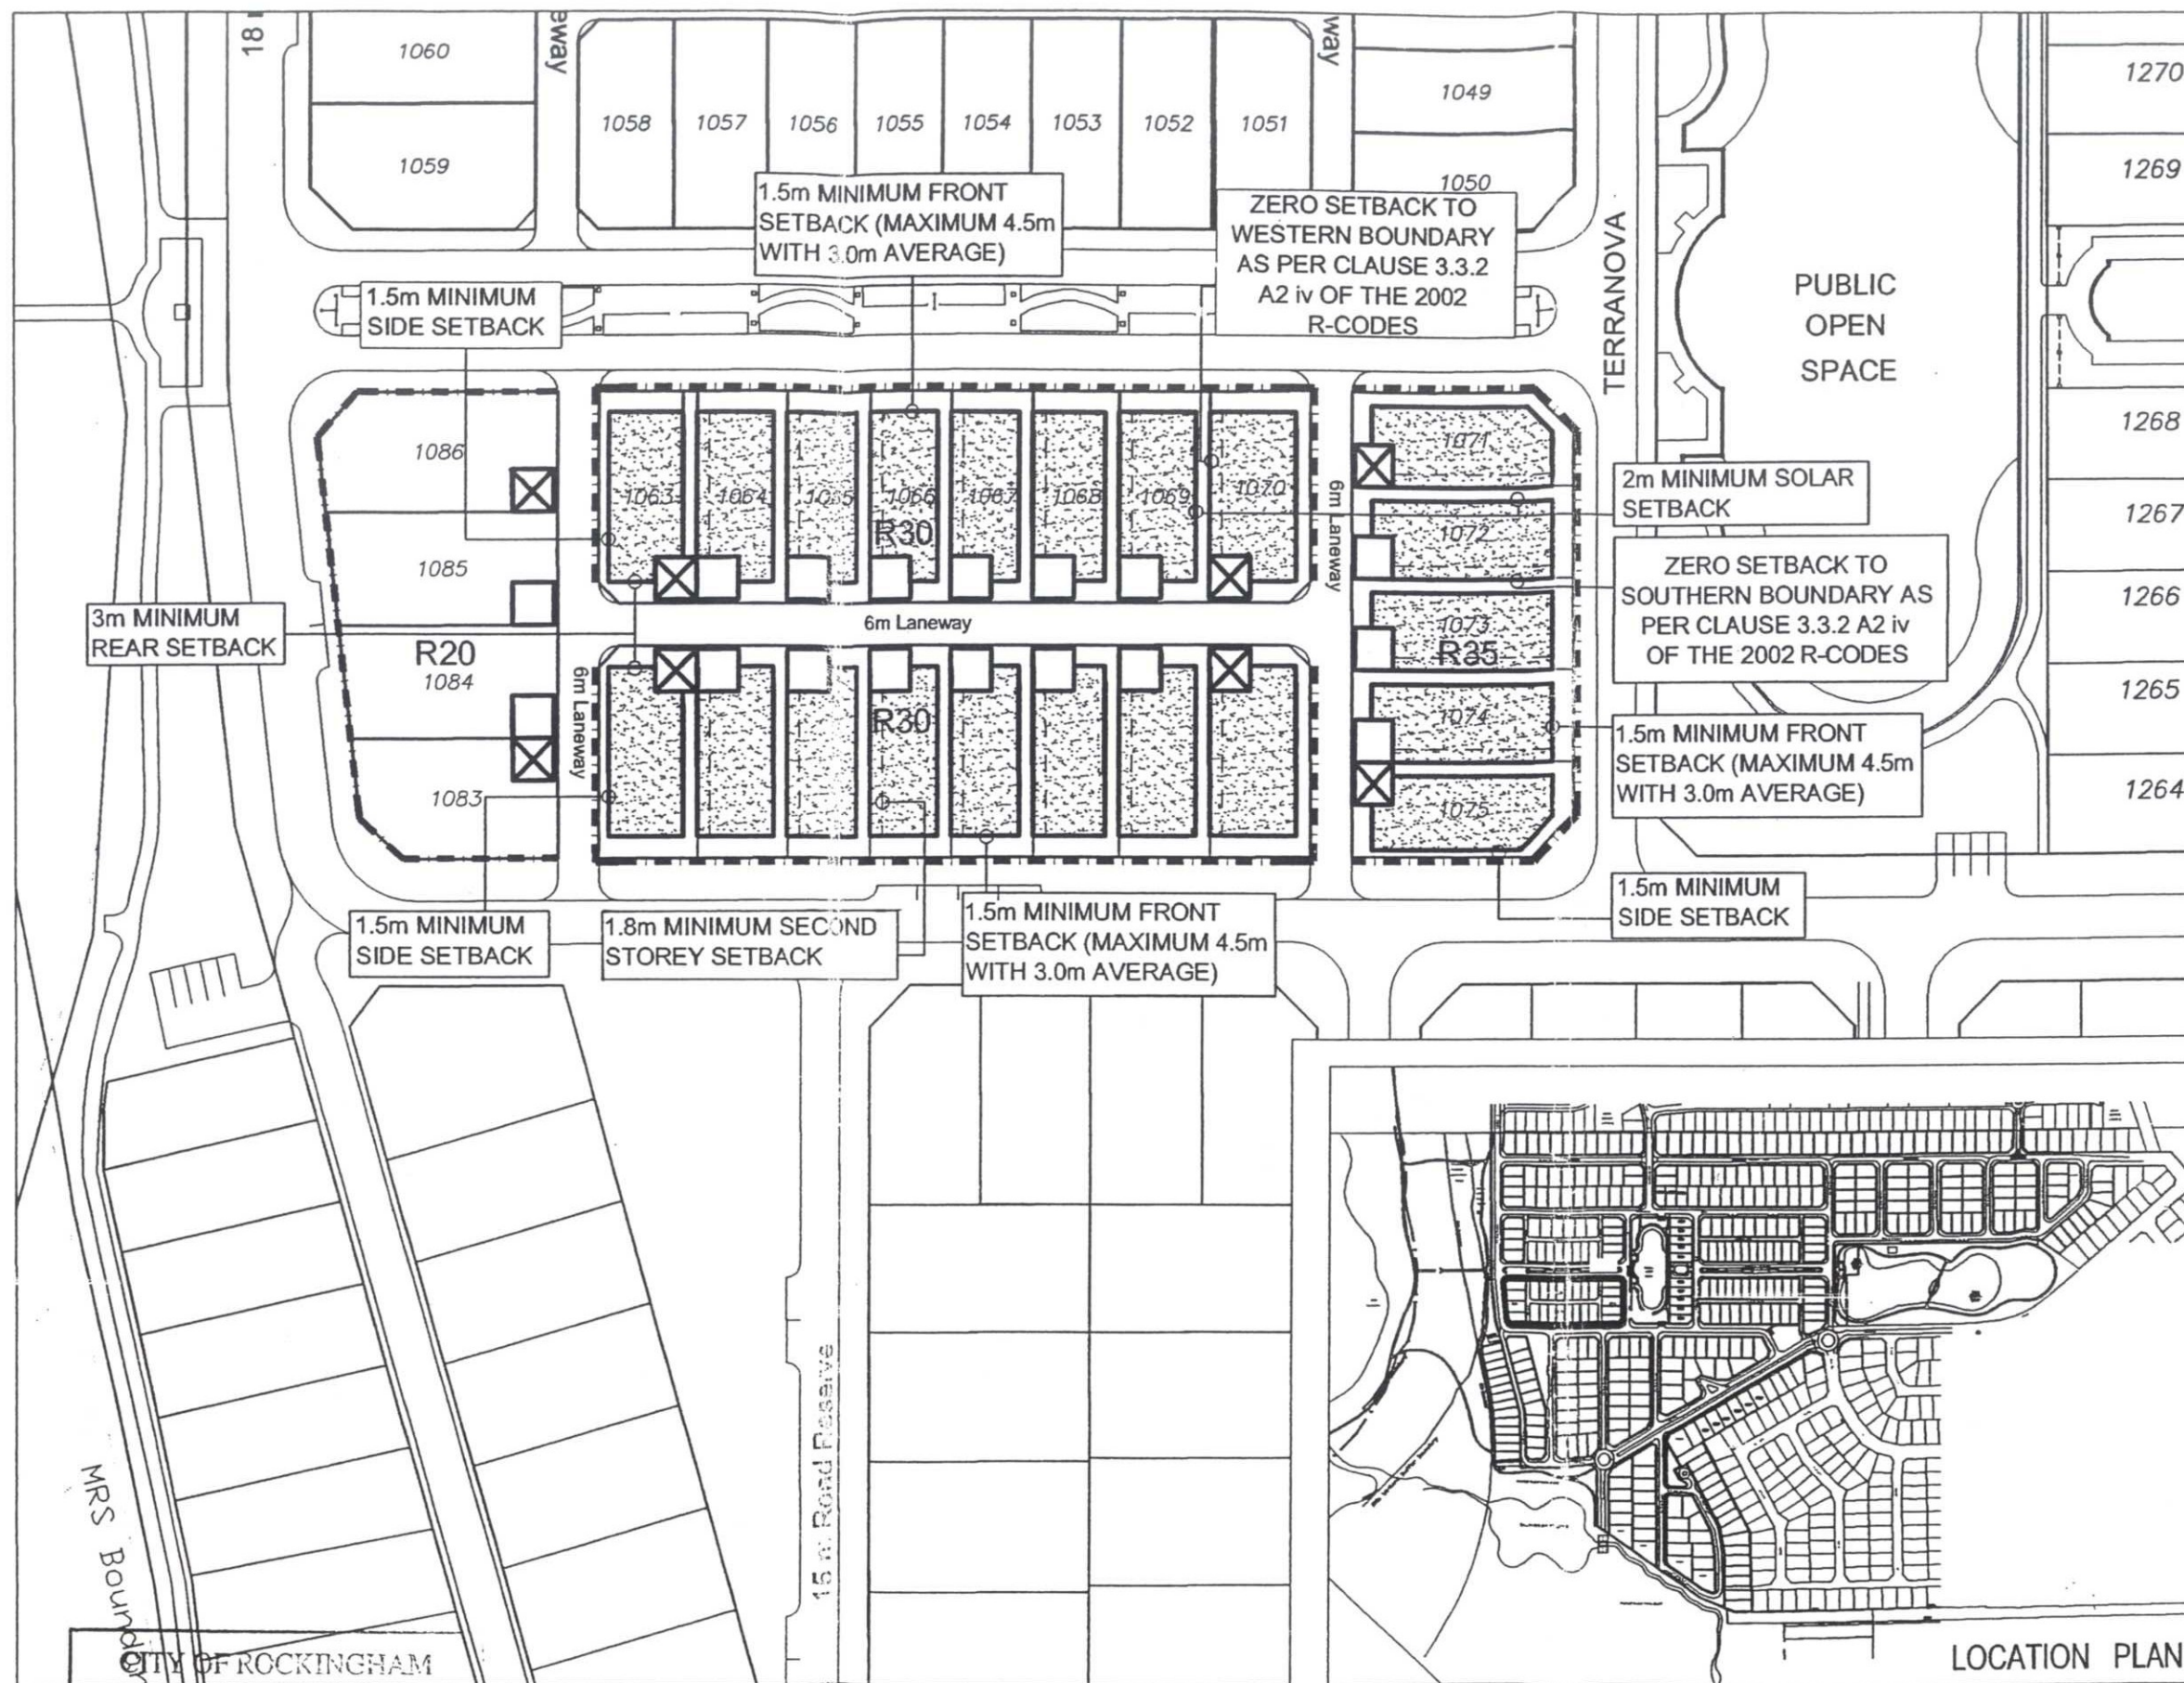 18
1060
eway
1058
1057
1056
1055
1054
1053
1052
1051
way
1049
1270
1059
1050
1269
1.5m MINIMUM FRONT
SETBACK (MAXIMUM 4.5m
WITH 3.0m AVERAGE)
ZERO SETBACK TO
WESTERN BOUNDARY
AS PER CLAUSE 3.3.2
A2 iv OF THE 2002
R-CODES
TERRANOVA
PUBLIC
OPEN
SPACE
1.5m MINIMUM
SIDE SETBACK
1086
1063
1064
1065
1066
1067
1068
1069
1070
R30
6m Laneway
1071
1268
2m MINIMUM SOLAR
SETBACK
1072
1267
1085
ZERO SETBACK TO
SOUTHERN BOUNDARY AS
PER CLAUSE 3.3.2 A2 iv
OF THE 2002 R-CODES
3m MINIMUM
REAR SETBACK
6m Laneway
1073
R35
1266
R20
1084
6m Laneway
R30
1074
1265
1.5m MINIMUM FRONT
SETBACK (MAXIMUM 4.5m
WITH 3.0m AVERAGE)
1083
1075
1264
1.5m MINIMUM
SIDE SETBACK
1.8m MINIMUM SECOND
STOREY SETBACK
1.5m MINIMUM FRONT
SETBACK (MAXIMUM 4.5m
WITH 3.0m AVERAGE)
1.5m MINIMUM
SIDE SETBACK
15 m Road Reserve
MRS Boundary
CITY OF ROCKINGHAM
LOCATION PLAN